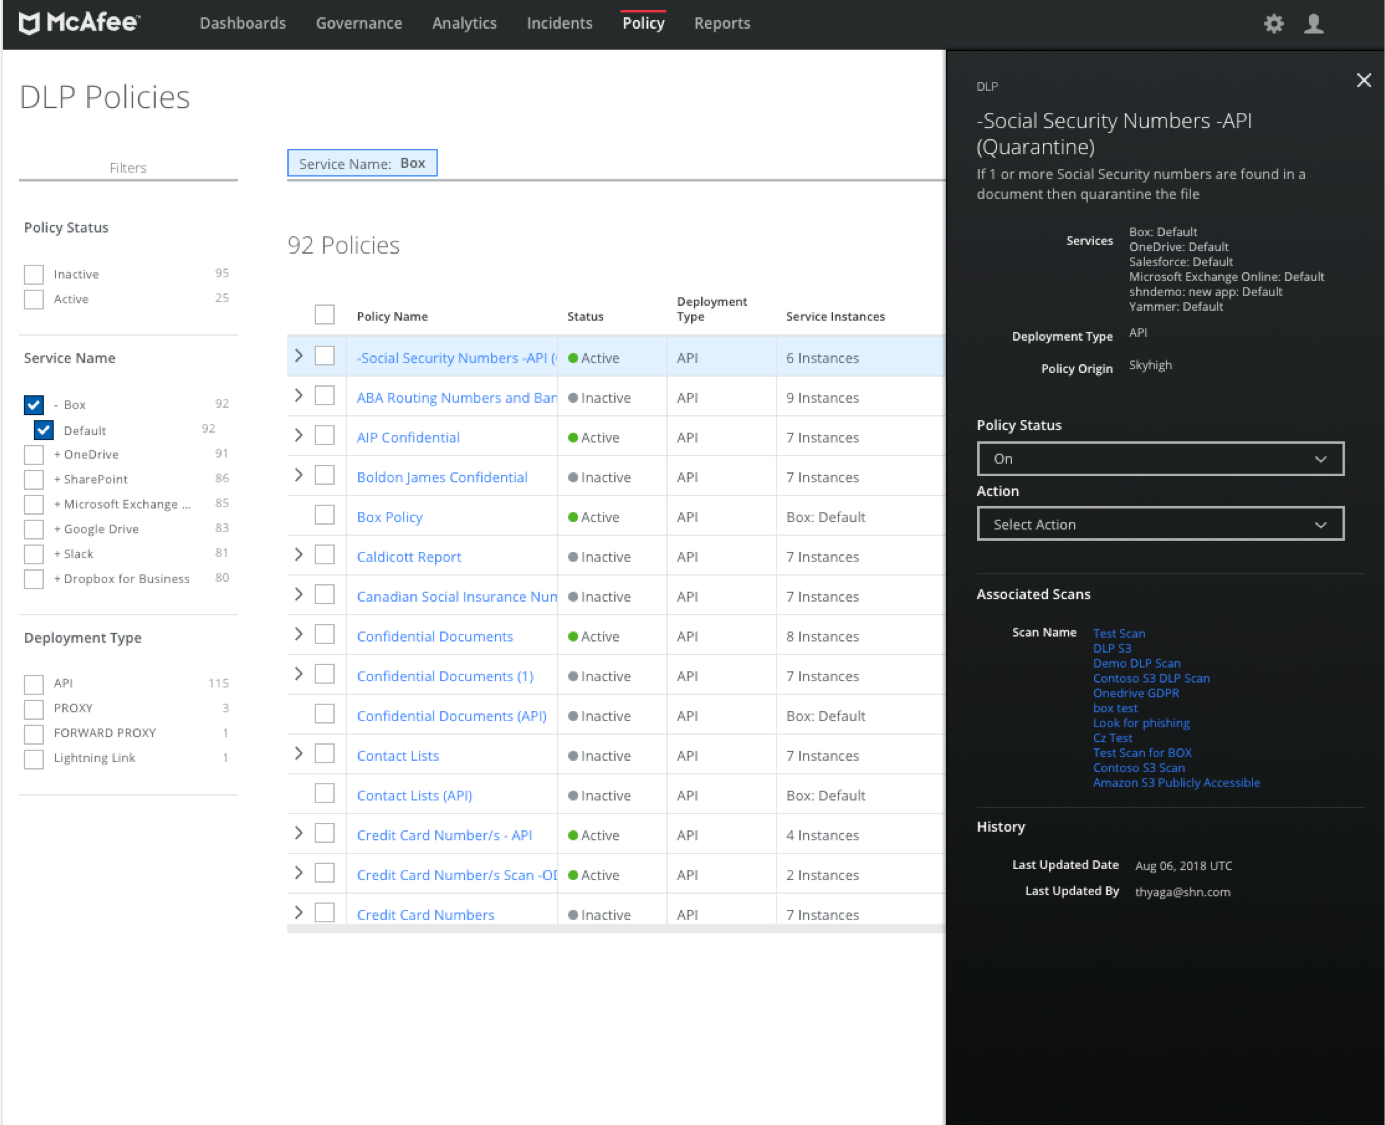 McAfee™
Dashboards Governance Analytics Incidents Policy Reports
DLP Policies
Filters
Policy Status
Inactive 95
Active 25
Service Name
- Box 92
Default 92
+ OneDrive 91
+ SharePoint 86
+ Microsoft Exchange ... 85
+ Google Drive 83
+ Slack 81
+ Dropbox for Business 80
Deployment Type
API 115
PROXY 3
FORWARD PROXY 1
Lightning Link 1
Service Name: Box
92 Policies
Policy Name Status Deployment Type Service Instances
-Social Security Numbers -API ( Active API 6 Instances
ABA Routing Numbers and Ban Inactive API 9 Instances
AIP Confidential Active API 7 Instances
Boldon James Confidential Inactive API 7 Instances
Box Policy Active API Box: Default
Caldicott Report Inactive API 7 Instances
Canadian Social Insurance Num Inactive API 7 Instances
Confidential Documents Active API 8 Instances
Confidential Documents (1) Inactive API 7 Instances
Confidential Documents (API) Inactive API Box: Default
Contact Lists Inactive API 7 Instances
Contact Lists (API) Inactive API Box: Default
Credit Card Number/s - API Active API 4 Instances
Credit Card Number/s Scan -OD Active API 2 Instances
Credit Card Numbers Inactive API 7 Instances
DLP
-Social Security Numbers -API
(Quarantine)
If 1 or more Social Security numbers are found in a
document then quarantine the file
Services Box: Default
OneDrive: Default
Salesforce: Default
Microsoft Exchange Online: Default
shndemo: new app: Default
Yammer: Default
Deployment Type API
Policy Origin Skyhigh
Policy Status
On
Action
Select Action
Associated Scans
Scan Name Test Scan
DLP S3
Demo DLP Scan
Contoso S3 DLP Scan
Onedrive GDPR
box test
Look for phishing
Cz Test
Test Scan for BOX
Contoso S3 Scan
Amazon S3 Publicly Accessible
History
Last Updated Date Aug 06, 2018 UTC
Last Updated By thyaga@shn.com